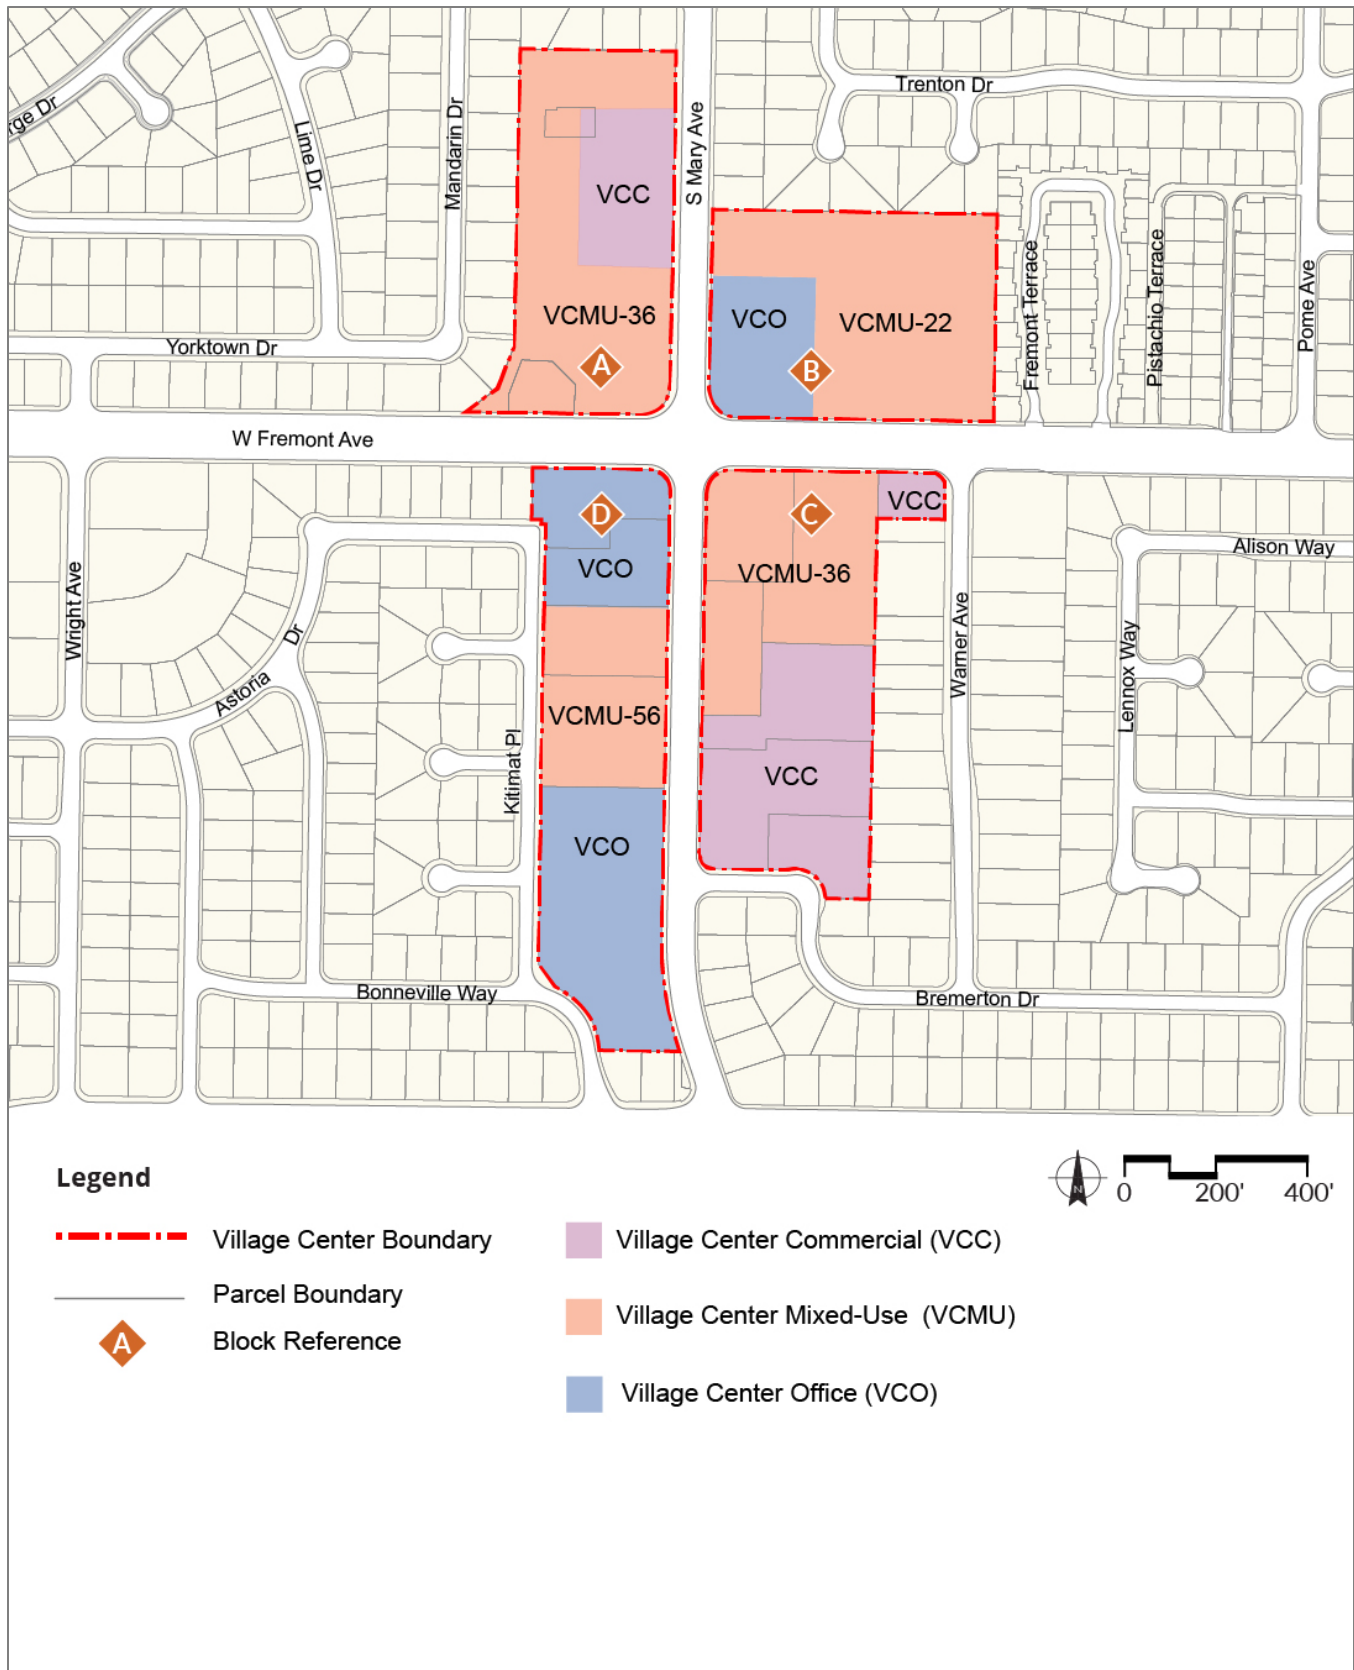 Trenton Dr
rge Dr
Lime Dr
Mandarin Dr
S Mary Ave
VCC
VCMU-36
A
VCO
VCMU-22
B
Fremont Terrace
Pistachio Terrace
Pome Ave
Yorktown Dr
W Fremont Ave
D
VCO
C
VCC
VCMU-36
Alison Way
Wright Ave
Astoria
Dr
Kitimat Pl
VCMU-56
Warner Ave
Lennox Way
VCC
VCO
Bonneville Way
Bremerton Dr
Legend
N
0 200' 400'
Village Center Boundary
Parcel Boundary
A
Block Reference
Village Center Commercial (VCC)
Village Center Mixed-Use (VCMU)
Village Center Office (VCO)